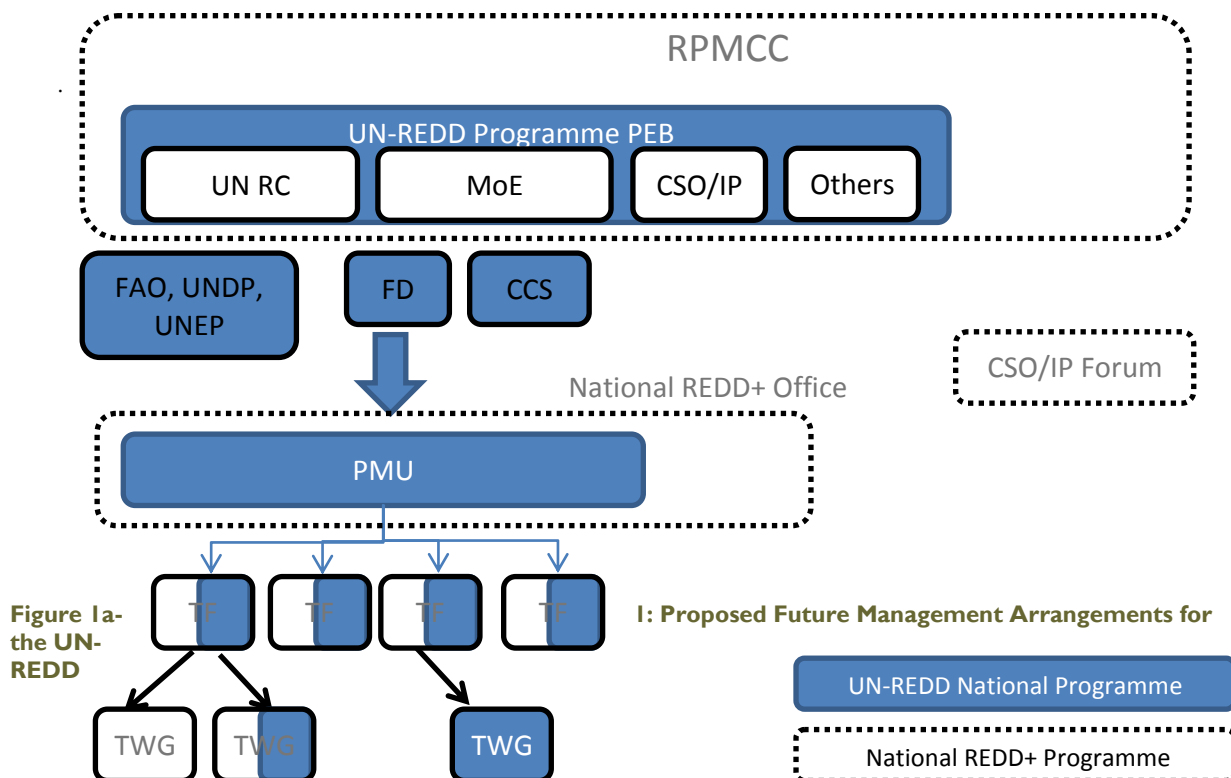 RPMCC
.
UN-REDD Programme PEB
UN RC
MoE
CSO/IP
Others
FAO, UNDP,
UNEP
FD
CCS
CSO/IP Forum
National REDD+ Office
PMU
TF
TF
TF
TF
Figure 1a-
the UN-
REDD
1: Proposed Future Management Arrangements for
UN-REDD National Programme
TWG
TWG
TWG
National REDD+ Programme